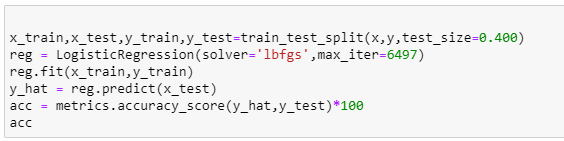 x_train,x_test,y_train,y_test=train_test_split(x,y,test_size=0.400)
reg = LogisticRegression(solver='lbfgs',max_iter=6497)
reg.fit(x_train,y_train)
y_hat = reg.predict(x_test)
acc = metrics.accuracy_score(y_hat,y_test)*100
acc